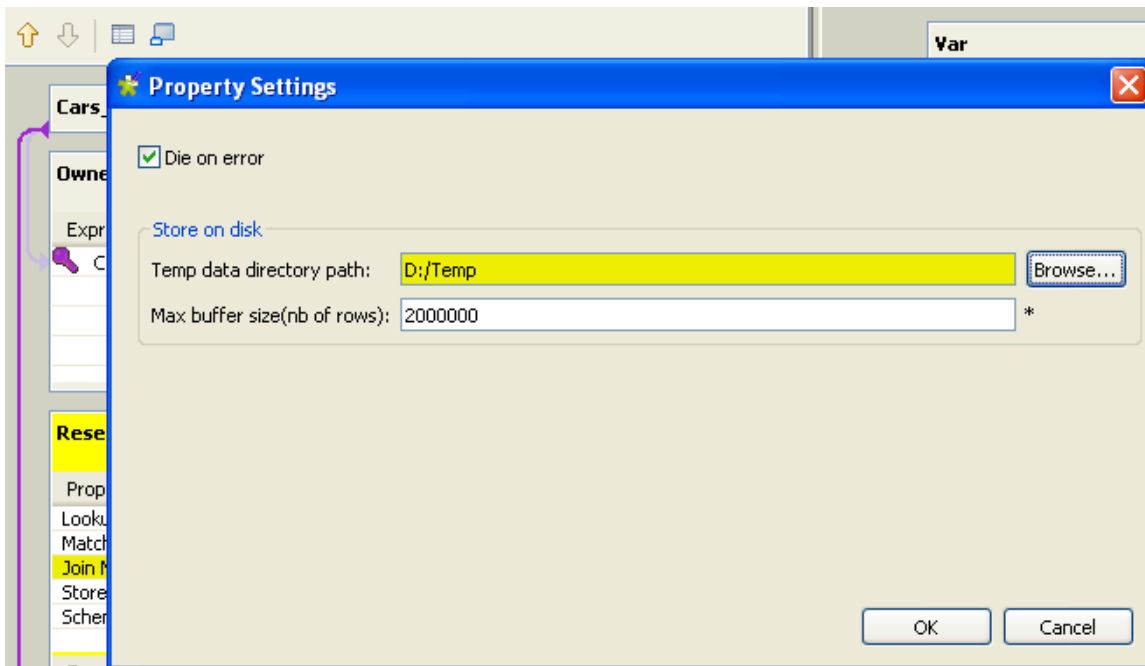 Var
Property Settings
Cars_
Die on error
Owne
Expr
Store on disk
C
Temp data directory path: D:/Temp Browse...
Max buffer size(nb of rows): 2000000 *
Rese
Prop
Looku
Match
Join M
Store
Schem
OK Cancel